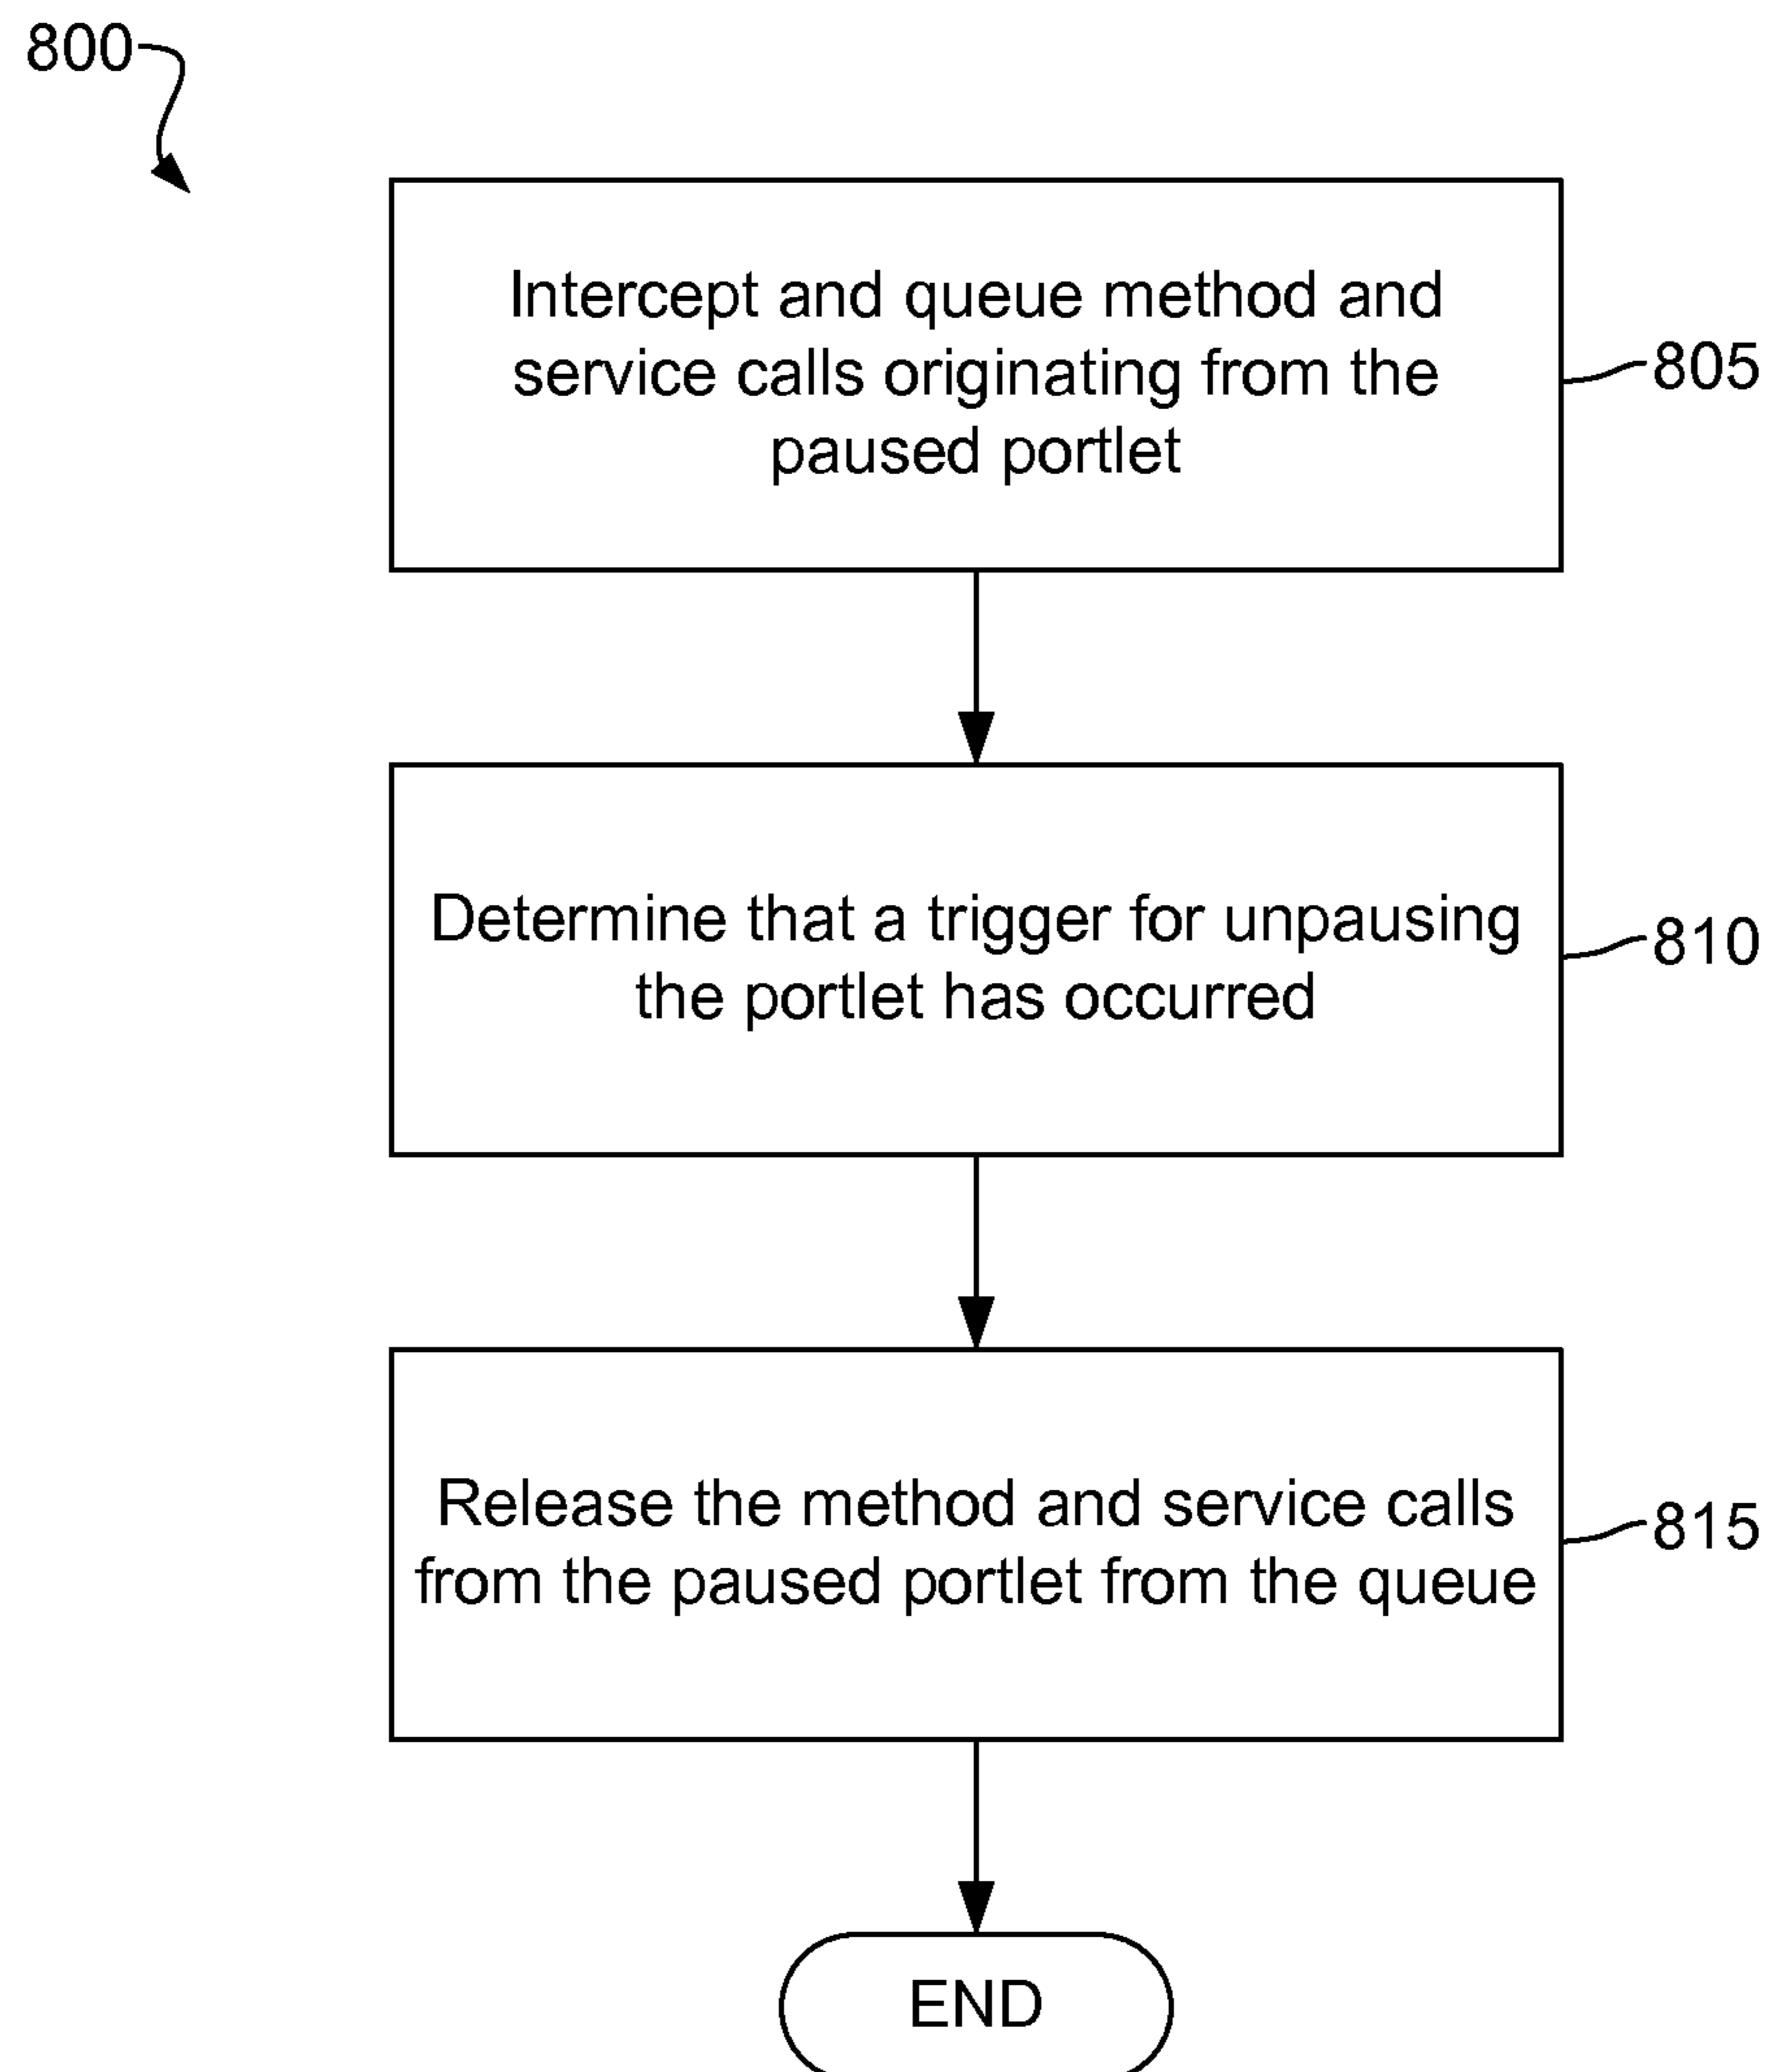 800
Intercept and queue method and
service calls originating from the
paused portlet
805
Determine that a trigger for unpausing
the portlet has occurred
810
Release the method and service calls
from the paused portlet from the queue
815
END